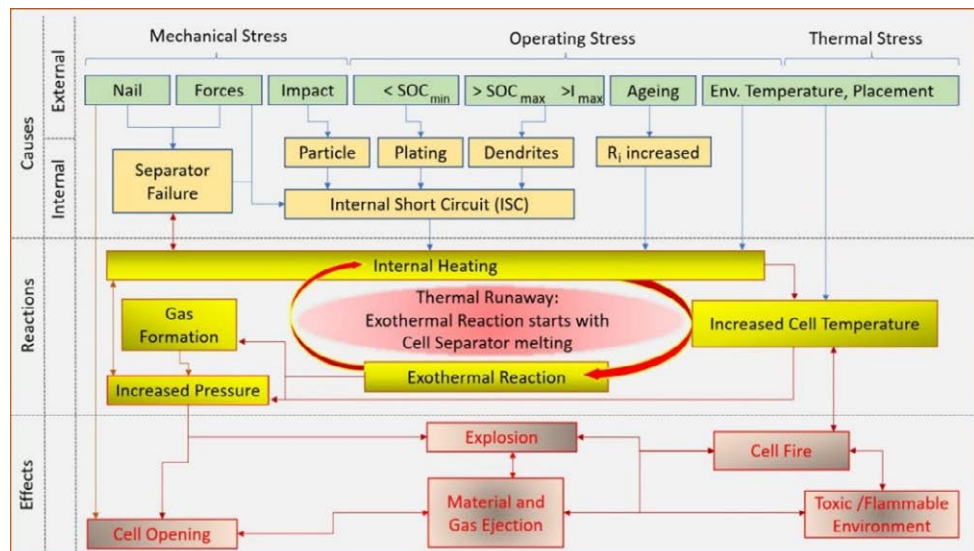 Mechanical Stress
Operating Stress
Thermal Stress
Causes
External
Nail
Forces
Impact
< SOCmin
> SOCmax >Imax
Ageing
Env. Temperature, Placement
Internal
Separator
Failure
Particle
Plating
Dendrites
Ri increased
Internal Short Circuit (ISC)
Reactions
Internal Heating
Thermal Runaway:
Exothermal Reaction starts with
Cell Separator melting
Gas
Formation
Increased Cell Temperature
Exothermal Reaction
Increased Pressure
Effects
Explosion
Cell Fire
Material and
Gas Ejection
Toxic /Flammable
Environment
Cell Opening